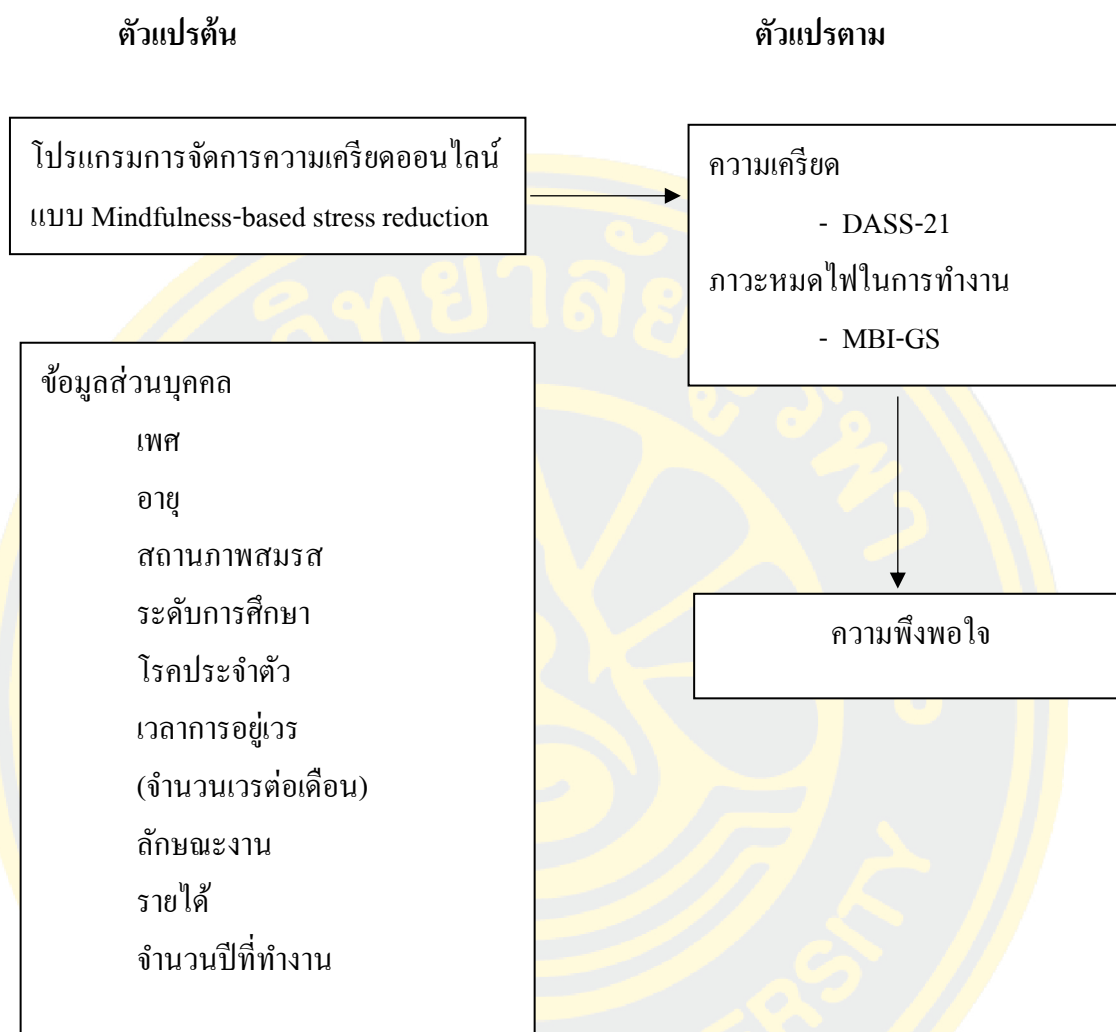 ตัวแปรต้น
ตัวแปรตาม
โปรแกรมการจัดการความเครียดออนไลน์
แบบ Mindfulness-based stress reduction
ความเครียด
- DASS-21
ภาวะหมดไฟในการทำงาน
- MBI-GS
ข้อมูลส่วนบุคคล
เพศ
อายุ
สถานภาพสมรส
ระดับการศึกษา
โรคประจำตัว
เวลาการอยู่เวร
(จำนวนเวรต่อเดือน)
ลักษณะงาน
รายได้
จำนวนปีที่ทำงาน
ความพึงพอใจ